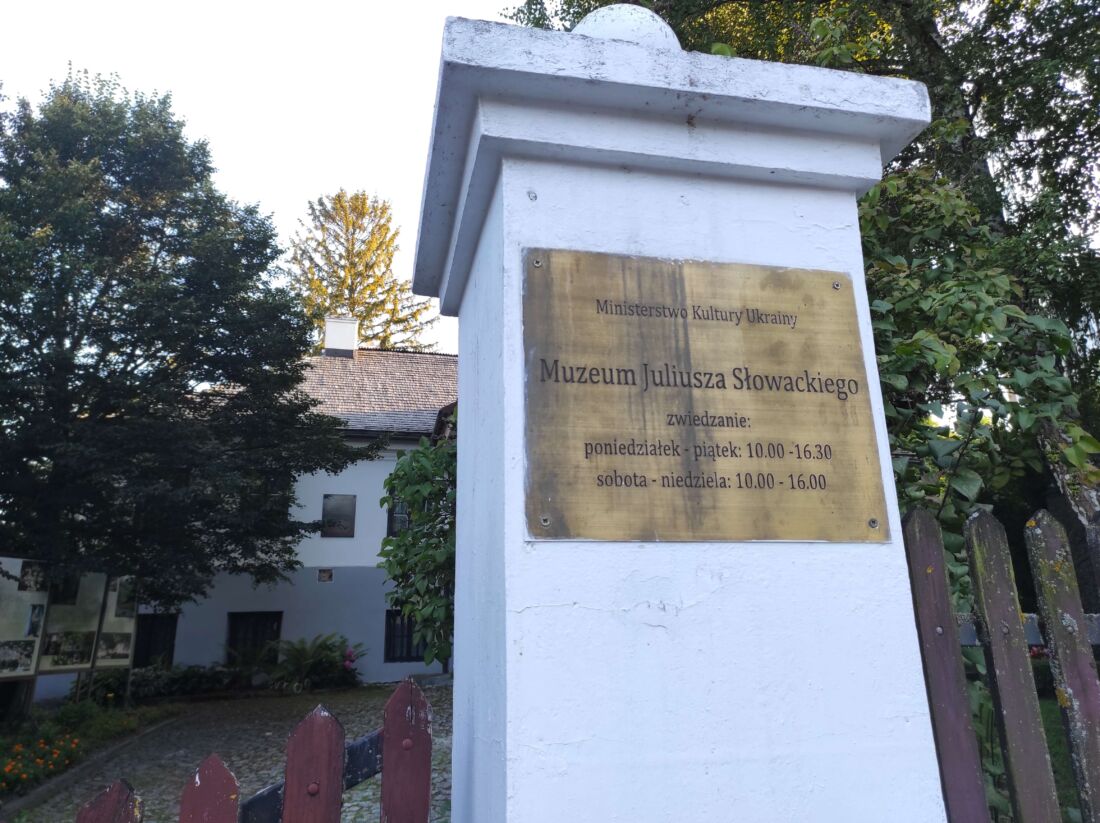 Ministerstwo Kultury Ukrainy
Muzeum Juliusza Słowackiego
zwiedzanie:
poniedziałek - piątek: 10.00 -16.30
sobota - niedziela: 10.00 - 16.00